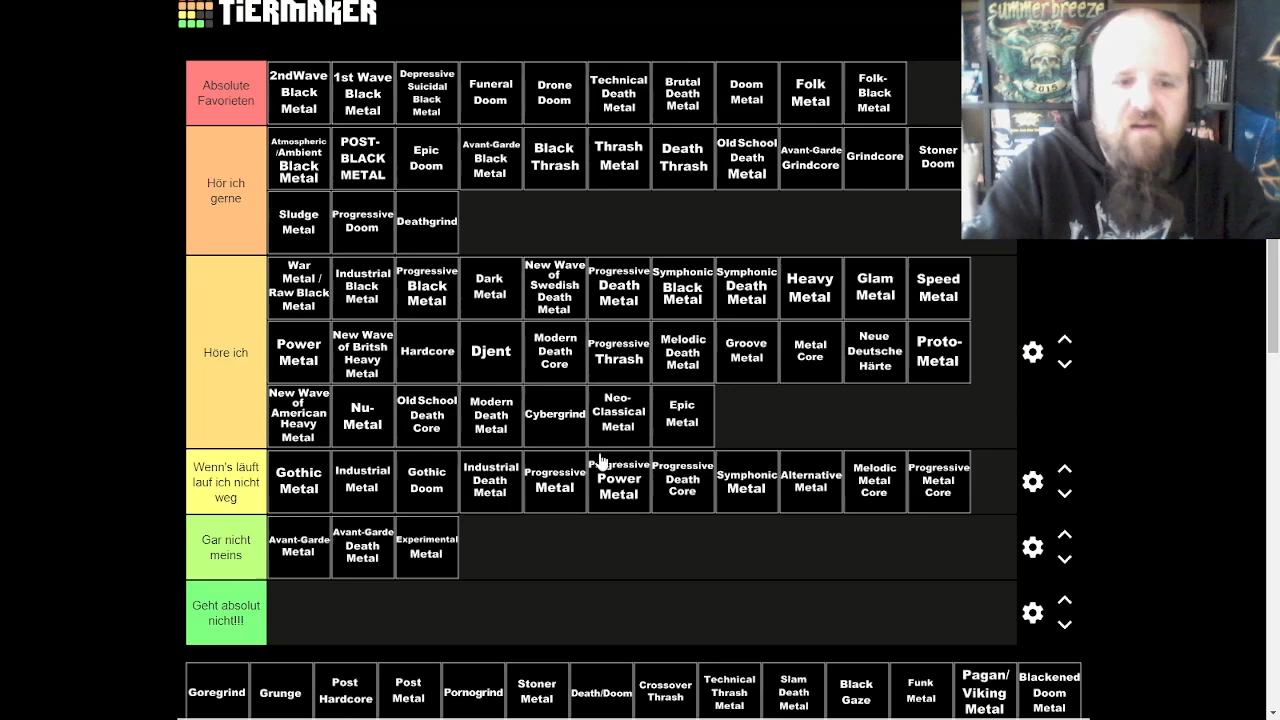 TiERMAKER
summerbreeze
2015
Absolute
Favorieten
2ndWave
Black
Metal
1st Wave
Black
Metal
Depressive
Suicidal
Black
Metal
Funeral
Doom
Drone
Doom
Technical
Death
Metal
Brutal
Death
Metal
Doom
Metal
Folk
Metal
Folk-
Black
Metal
Hör ich
gerne
Atmospheric
/Ambient
Black
Metal
POST-
BLACK
METAL
Epic
Doom
Avant-Garde
Black
Metal
Black
Thrash
Thrash
Metal
Death
Thrash
Old School
Death
Metal
Avant-Garde
Grindcore
Grindcore
Stoner
Doom
Sludge
Metal
Progressive
Doom
Deathgrind
Höre ich
War
Metal /
Raw Black
Metal
Industrial
Black
Metal
Progressive
Black
Metal
Dark
Metal
New Wave
of
Swedish
Death
Metal
Progressive
Death
Metal
Symphonic
Black
Metal
Symphonic
Death
Metal
Heavy
Metal
Glam
Metal
Speed
Metal
Power
Metal
New Wave
of Britsh
Heavy
Metal
Hardcore
Djent
Modern
Death
Core
Progressive
Thrash
Melodic
Death
Metal
Groove
Metal
Metal
Core
Neue
Deutsche
Härte
Proto-
Metal
New Wave
of
American
Heavy
Metal
Nu-
Metal
Old School
Death
Core
Modern
Death
Metal
Cybergrind
Neo-
Classical
Metal
Epic
Metal
Wenn's läuft
lauf ich nicht
weg
Gothic
Metal
Industrial
Metal
Gothic
Doom
Industrial
Death
Metal
Progressive
Metal
Progressive
Power
Metal
Progressive
Death
Core
Symphonic
Metal
Alternative
Metal
Melodic
Metal
Core
Progressive
Metal
Core
Gar nicht
meins
Avant-Garde
Metal
Avant-Garde
Death
Metal
Experimental
Metal
Geht absolut
nicht!!!
Goregrind
Grunge
Post
Hardcore
Post
Metal
Pornogrind
Stoner
Metal
Death/Doom
Crossover
Thrash
Technical
Thrash
Metal
Slam
Death
Metal
Black
Gaze
Funk
Metal
Pagan/
Viking
Metal
Blackened
Doom
Metal